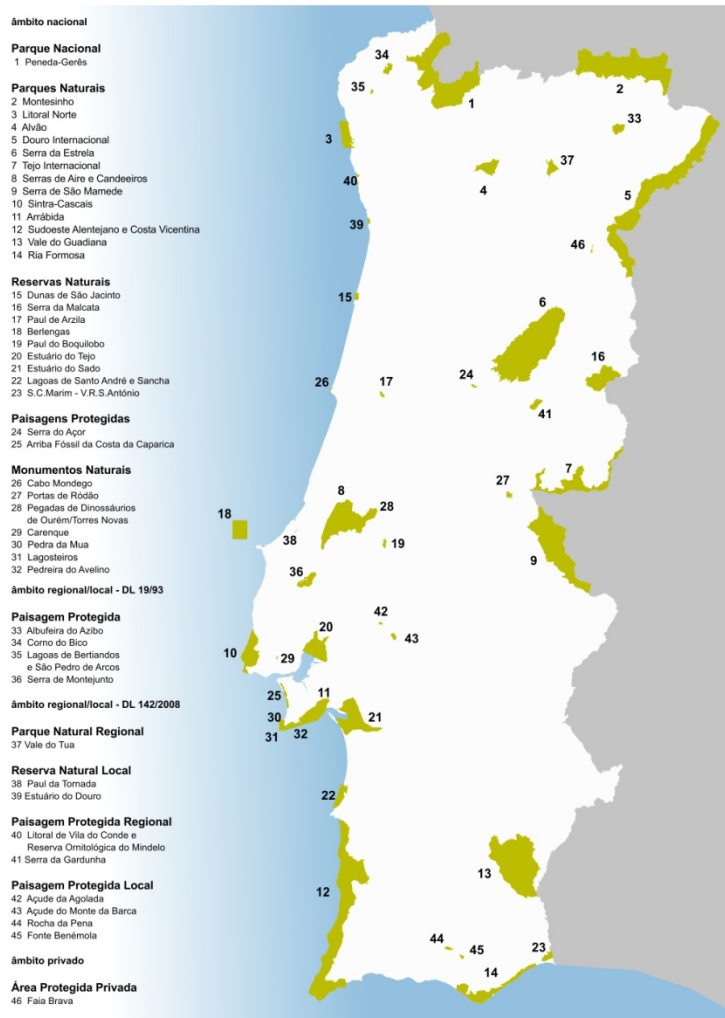 âmbito nacional
Parque Nacional
1 Peneda-Gerês
Parques Naturais
2 Montesinho
3 Litoral Norte
4 Alvão
5 Douro Internacional
6 Serra da Estrela
7 Tejo Internacional
8 Serras de Aire e Candeeiros
9 Serra de São Mamede
10 Sintra-Cascais
11 Arrábida
12 Sudoeste Alentejano e Costa Vicentina
13 Vale do Guadiana
14 Ria Formosa
Reservas Naturais
15 Dunas de São Jacinto
16 Serra da Malcata
17 Paul de Arzila
18 Berlengas
19 Paul do Boquilobo
20 Estuário do Tejo
21 Estuário do Sado
22 Lagoas de Santo André e Sancha
23 S.C.Marim - V.R.S.António
Paisagens Protegidas
24 Serra do Açor
25 Arriba Fóssil da Costa da Caparica
Monumentos Naturais
26 Cabo Mondego
27 Portas de Ródão
28 Pegadas de Dinossáurios
de Ourém/Torres Novas
29 Carenque
30 Pedra da Mua
31 Lagosteiros
32 Pedreira do Avelino
âmbito regional/local - DL 19/93
Paisagem Protegida
33 Albufeira do Azibo
34 Corno do Bico
35 Lagoas de Bertiandos
e São Pedro de Arcos
36 Serra de Montejunto
âmbito regional/local - DL 142/2008
Parque Natural Regional
37 Vale do Tua
Reserva Natural Local
38 Paul da Tornada
39 Estuário do Douro
Paisagem Protegida Regional
40 Litoral de Vila do Conde e
Reserva Ornitológica do Mindelo
41 Serra da Gardunha
Paisagem Protegida Local
42 Açude da Agolada
43 Açude do Monte da Barca
44 Rocha da Pena
45 Fonte Benémola
âmbito privado
Área Protegida Privada
46 Faia Brava
34
35
1
2
33
3
4
37
40
5
39
46
15
6
16
26
17
24
41
7
27
8
28
18
38
19
9
36
42
20
43
10
29
25
11
30
21
31
32
22
13
12
44
45
23
14